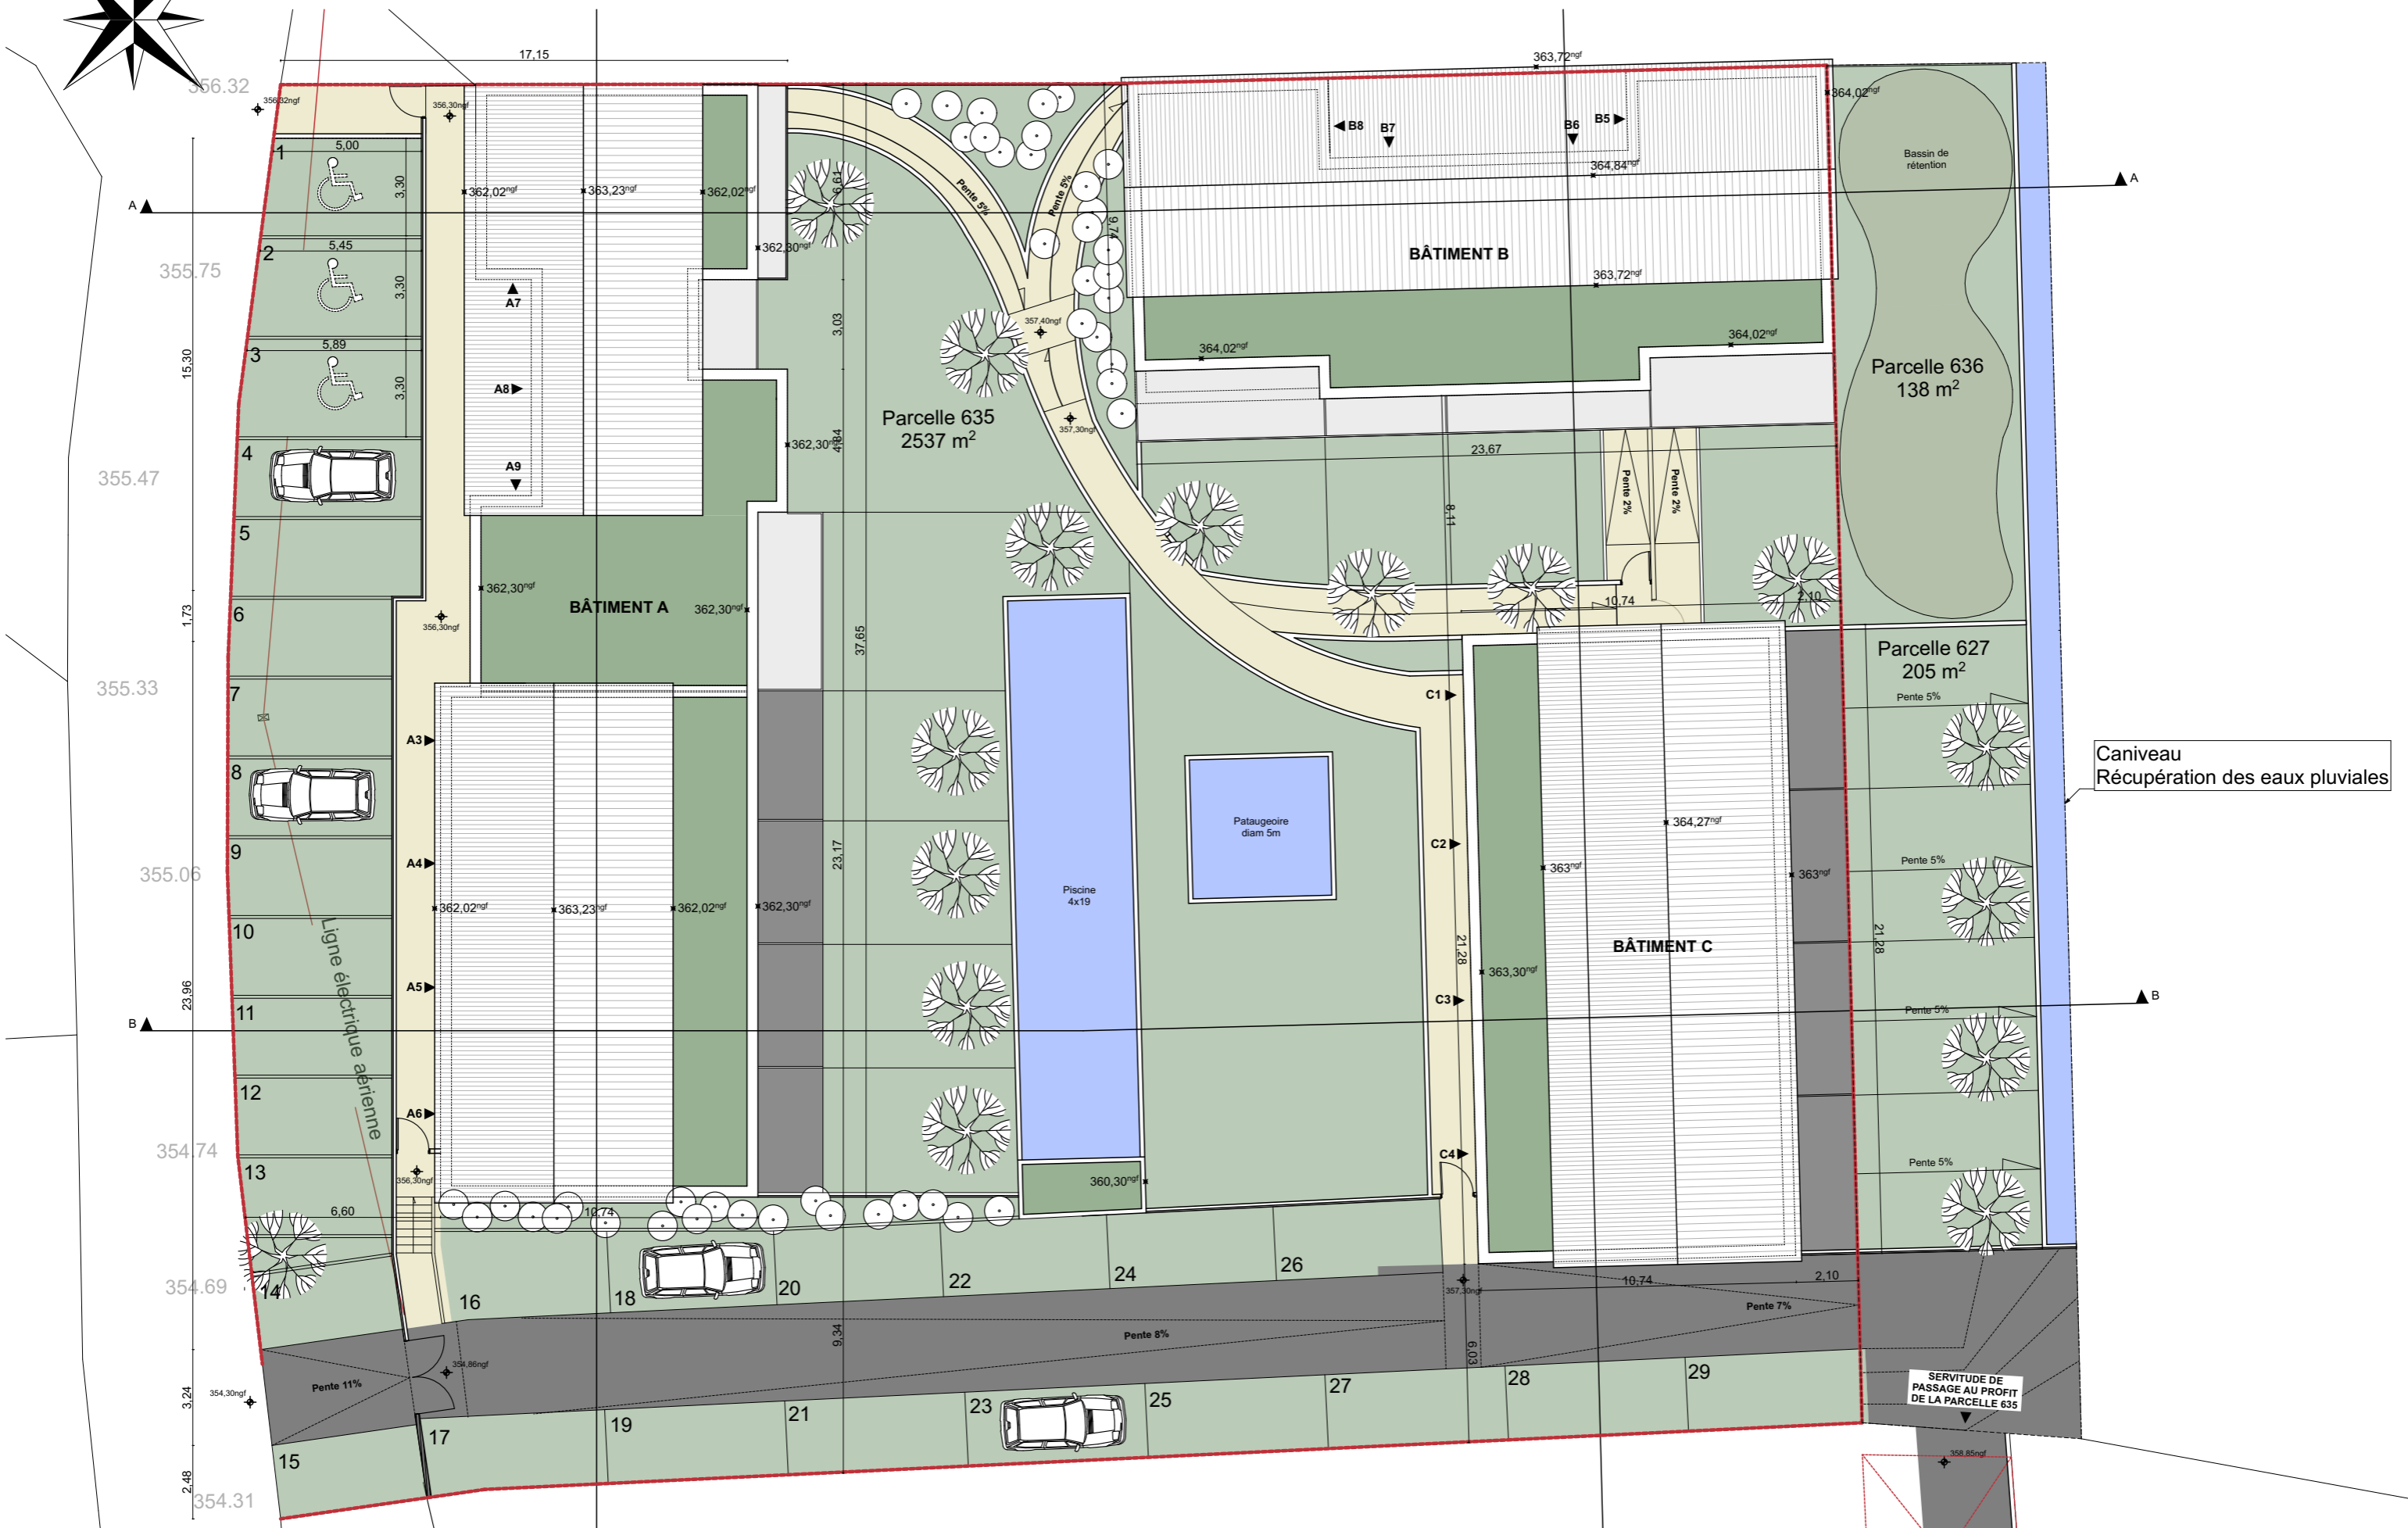 17,15
363,72ngf
356.32
356,32ngf
356,30ngf
364,02ngf
B8
B7
B6
B5
1
5,00
3,30
362,02ngf
363,23ngf
362,02ngf
6,61
Pente 5%
Pente 5%
364,84ngf
Bassin de
rétention
A
A
9,74
2
5,45
3,30
362,30ngf
BÂTIMENT B
355.75
363,72ngf
A7
3,03
357,40ngf
3
5,89
3,30
15,30
364,02ngf
364,02ngf
A8
Parcelle 635
2537 m2
Parcelle 636
138 m2
357,30ngf
4
362,30ngf
4,84
23,67
A9
355.47
Pente 2%
Pente 2%
8,11
5
362,30ngf
BÂTIMENT A
362,30ngf
6
1,73
356,30ngf
10,74
2,10
37,65
Parcelle 627
205 m2
355.33
7
C1
Pente 5%
A3
Caniveau
Récupération des eaux pluviales
8
Pataugeoire
diam 5m
364,27ngf
9
A4
23,17
C2
Pente 5%
355.06
363ngf
363ngf
Piscine
4x19
362,02ngf
363,23ngf
362,02ngf
362,30ngf
10
Ligne électrique aérienne
BÂTIMENT C
21,28
21,28
363,30ngf
A5
23,96
C3
11
Pente 5%
B
B
12
A6
354.74
C4
13
356,30ngf
Pente 5%
360,30ngf
6,60
10,74
354.69
14
16
18
20
22
24
26
357,30ngf
10,74
2,10
Pente 7%
Pente 8%
9,34
6,03
354,86ngf
Pente 11%
354,30ngf
3,24
SERVITUDE DE
PASSAGE AU PROFIT
DE LA PARCELLE 635
15
17
19
21
23
25
27
28
29
2,48
354.31
358,85ngf